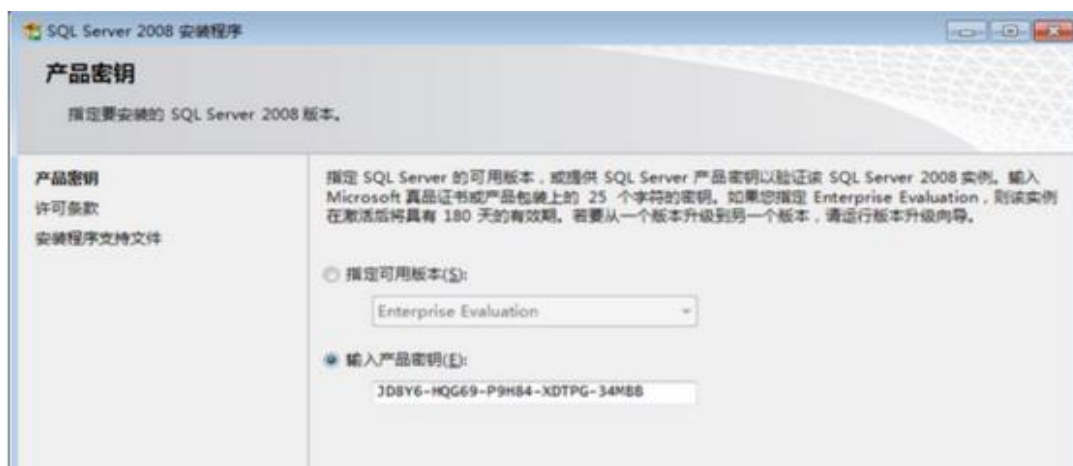 SQL Server 2008 安装程序
产品密钥
指定要安装的 SQL Server 2008 版本。
产品密钥
许可条款
安装程序支持文件
指定 SQL Server 的可用版本，或提供 SQL Server 产品密钥以验证该 SQL Server 2008 实例。输入
Microsoft 真品证书或产品包装上的 25 个字符的密钥。如果您指定 Enterprise Evaluation，则该实例
在激活后将具有 180 天的有效期。若要从一个版本升级到另一个版本，请运行版本升级向导。
指定可用版本(S):
Enterprise Evaluation
输入产品密钥(E):
JD8Y6-HQG69-P9H84-XDTPG-34MBB